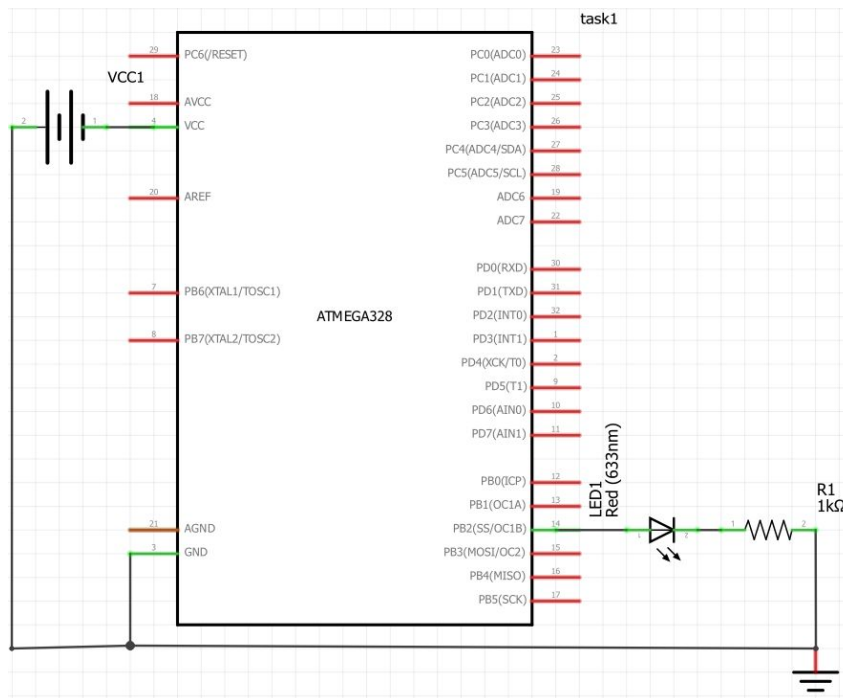 task1
29 PC6(/RESET) PC0(ADC0) 23
VCC1
PC1(ADC1) 24
18 AVCC PC2(ADC2) 25
2 1 4 VCC PC3(ADC3) 26
PC4(ADC4/SDA) 27
PC5(ADC5/SCL) 28
20 AREF ADC6 19
ADC7 22
PD0(RXD) 30
7 PB6(XTAL1/TOSC1) PD1(TXD) 31
ATMEGA328 PD2(INT0) 32
8 PB7(XTAL2/TOSC2) PD3(INT1) 1
PD4(XCK/T0) 2
PD5(T1) 9
PD6(AIN0) 10
PD7(AIN1) 11
LED1
Red (633nm)
PB0(ICP) 12
R1
1kΩ
PB1(OC1A) 13
21 AGND PB2(SS/OC1B) 14 1 2 1 2
3 GND PB3(MOSI/OC2) 15
PB4(MISO) 16
PB5(SCK) 17